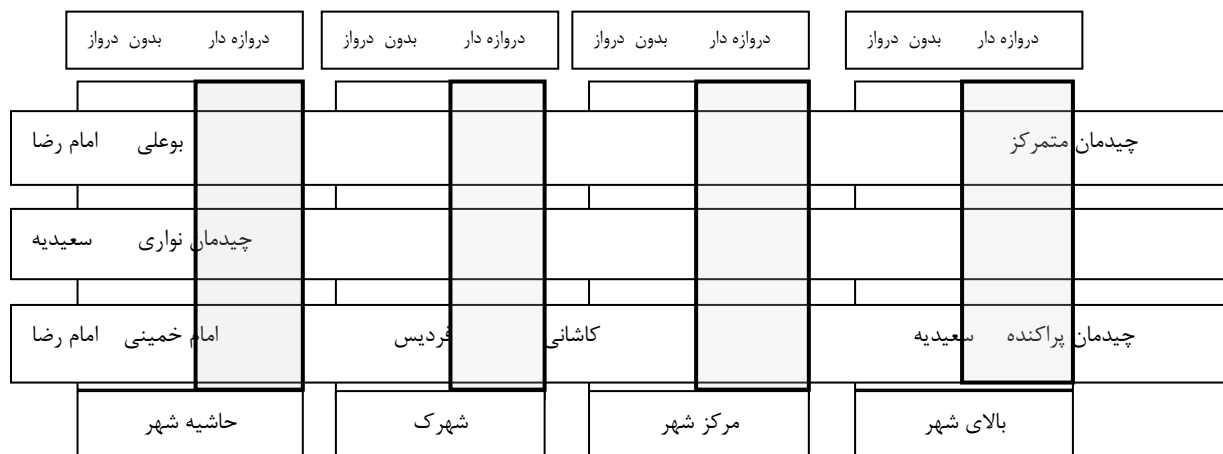 دروازه دار بدون درواز دروازه دار بدون درواز دروازه دار بدون درواز دروازه دار بدون درواز
چیدمان متمرکز بوعلی امام رضا
چیدمان نواری سعیدیه
چیدمان پراکنده سعیدیه کاشانی فردیس امام خمینی امام رضا
بالای شهر مرکز شهر شهرک حاشیه شهر